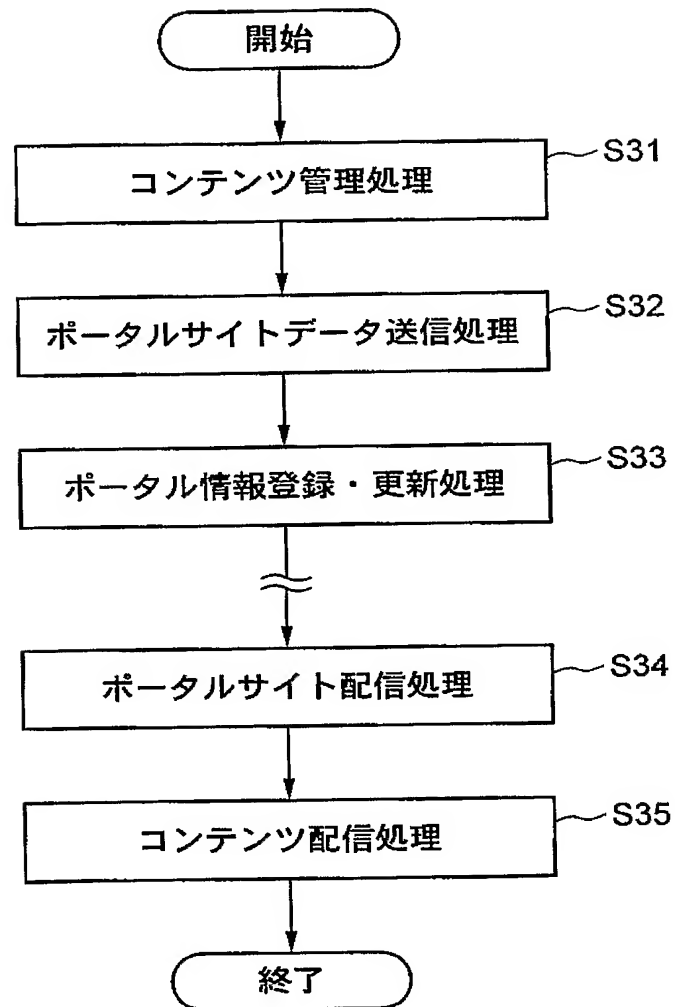 開始
コンテンツ管理処理
S31
ポータルサイトデータ送信処理
S32
ポータル情報登録・更新処理
S33
ポータルサイト配信処理
S34
コンテンツ配信処理
S35
終了